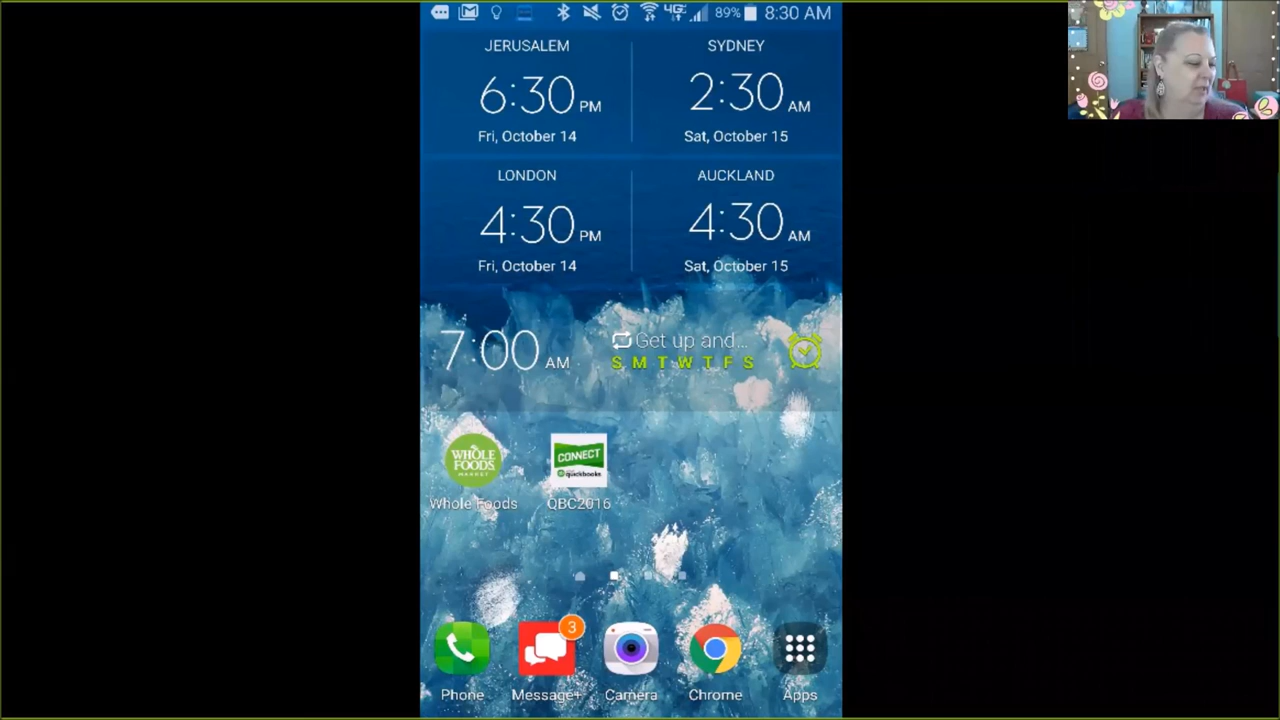 4G 89% 8:30 AM
JERUSALEM
6:30 PM
Fri, October 14
SYDNEY
2:30 AM
Sat, October 15
LONDON
4:30 PM
Fri, October 14
AUCKLAND
4:30 AM
Sat, October 15
7:00 AM
Get up and...
S M T W T F S
WHOLE
FOODS
MARKET
Whole Foods
CONNECT
quickbooks
QBC2016
3
Phone
Message+
Camera
Chrome
Apps